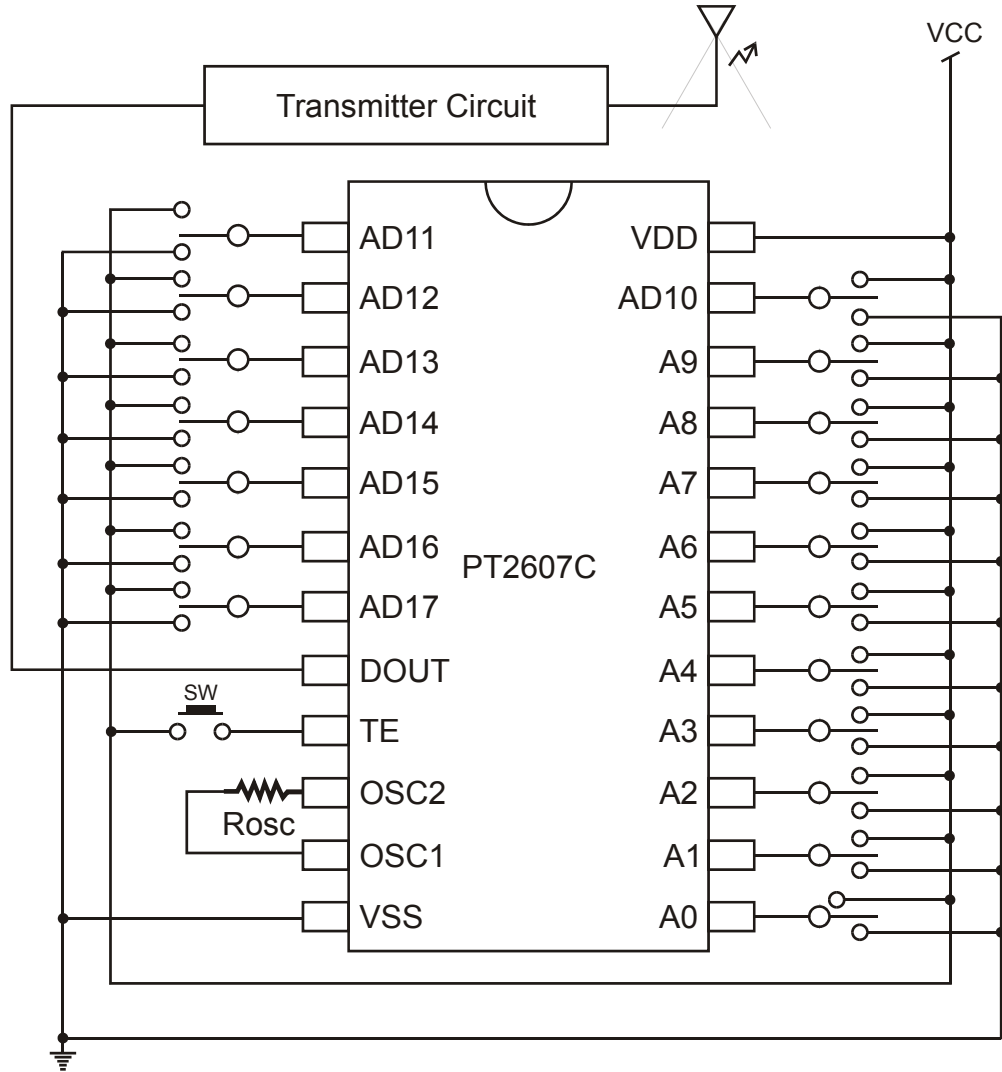 VCC
Transmitter Circuit
AD11 VDD
AD12 AD10
AD13 A9
AD14 A8
AD15 A7
AD16 A6
PT2607C
AD17 A5
DOUT A4
SW
TE A3
OSC2 A2
Rosc
OSC1 A1
VSS A0